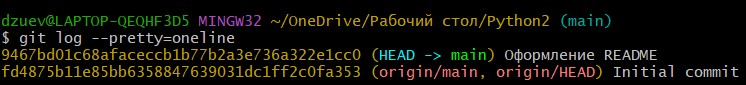 dzuev@LAPTOP-QEQHF3D5 MINGW32 ~/OneDrive/Рабочий стол/Python2 (main)
$ git log --pretty=oneline
9467bd01c68afaceccb1b77b2a3e736a322e1cc0 (HEAD -> main) Оформление README
fd4875b11e85bb6358847639031dc1ff2c0fa353 (origin/main, origin/HEAD) Initial commit